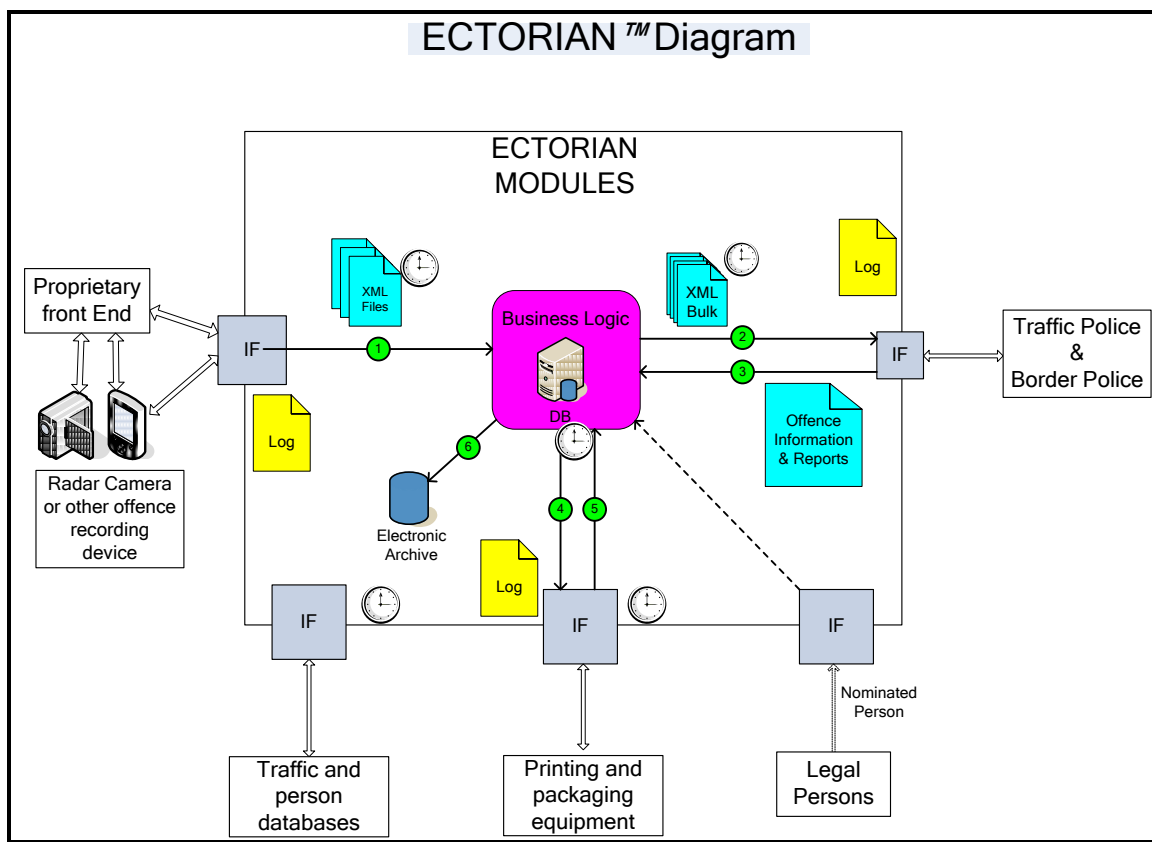 ECTORIAN ™ Diagram
ECTORIAN
MODULES
XML
Files
XML
Bulk
Log
Proprietary
front End
IF
1
Business Logic
DB
2
3
IF
Traffic Police
&
Border Police
Log
Offence
Information
& Reports
Radar Camera
or other offence
recording
device
6
Electronic
Archive
4
5
Log
IF
IF
IF
Nominated
Person
Traffic and
person
databases
Printing and
packaging
equipment
Legal
Persons